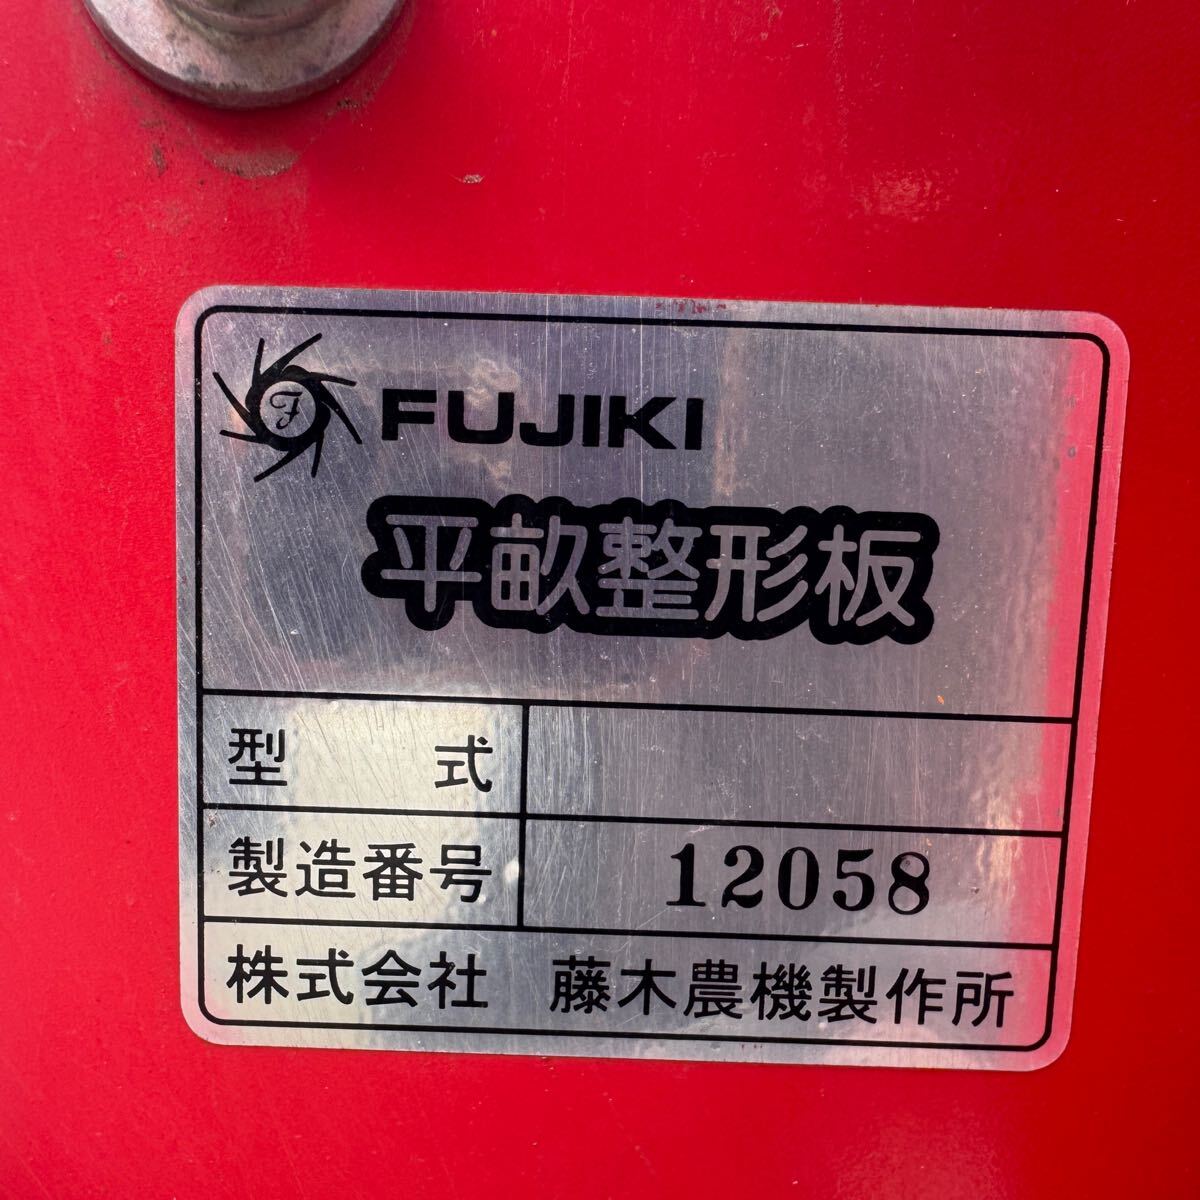 FUJIKI
平畝整形板
型式
製造番号 12058
株式会社 藤木農機製作所